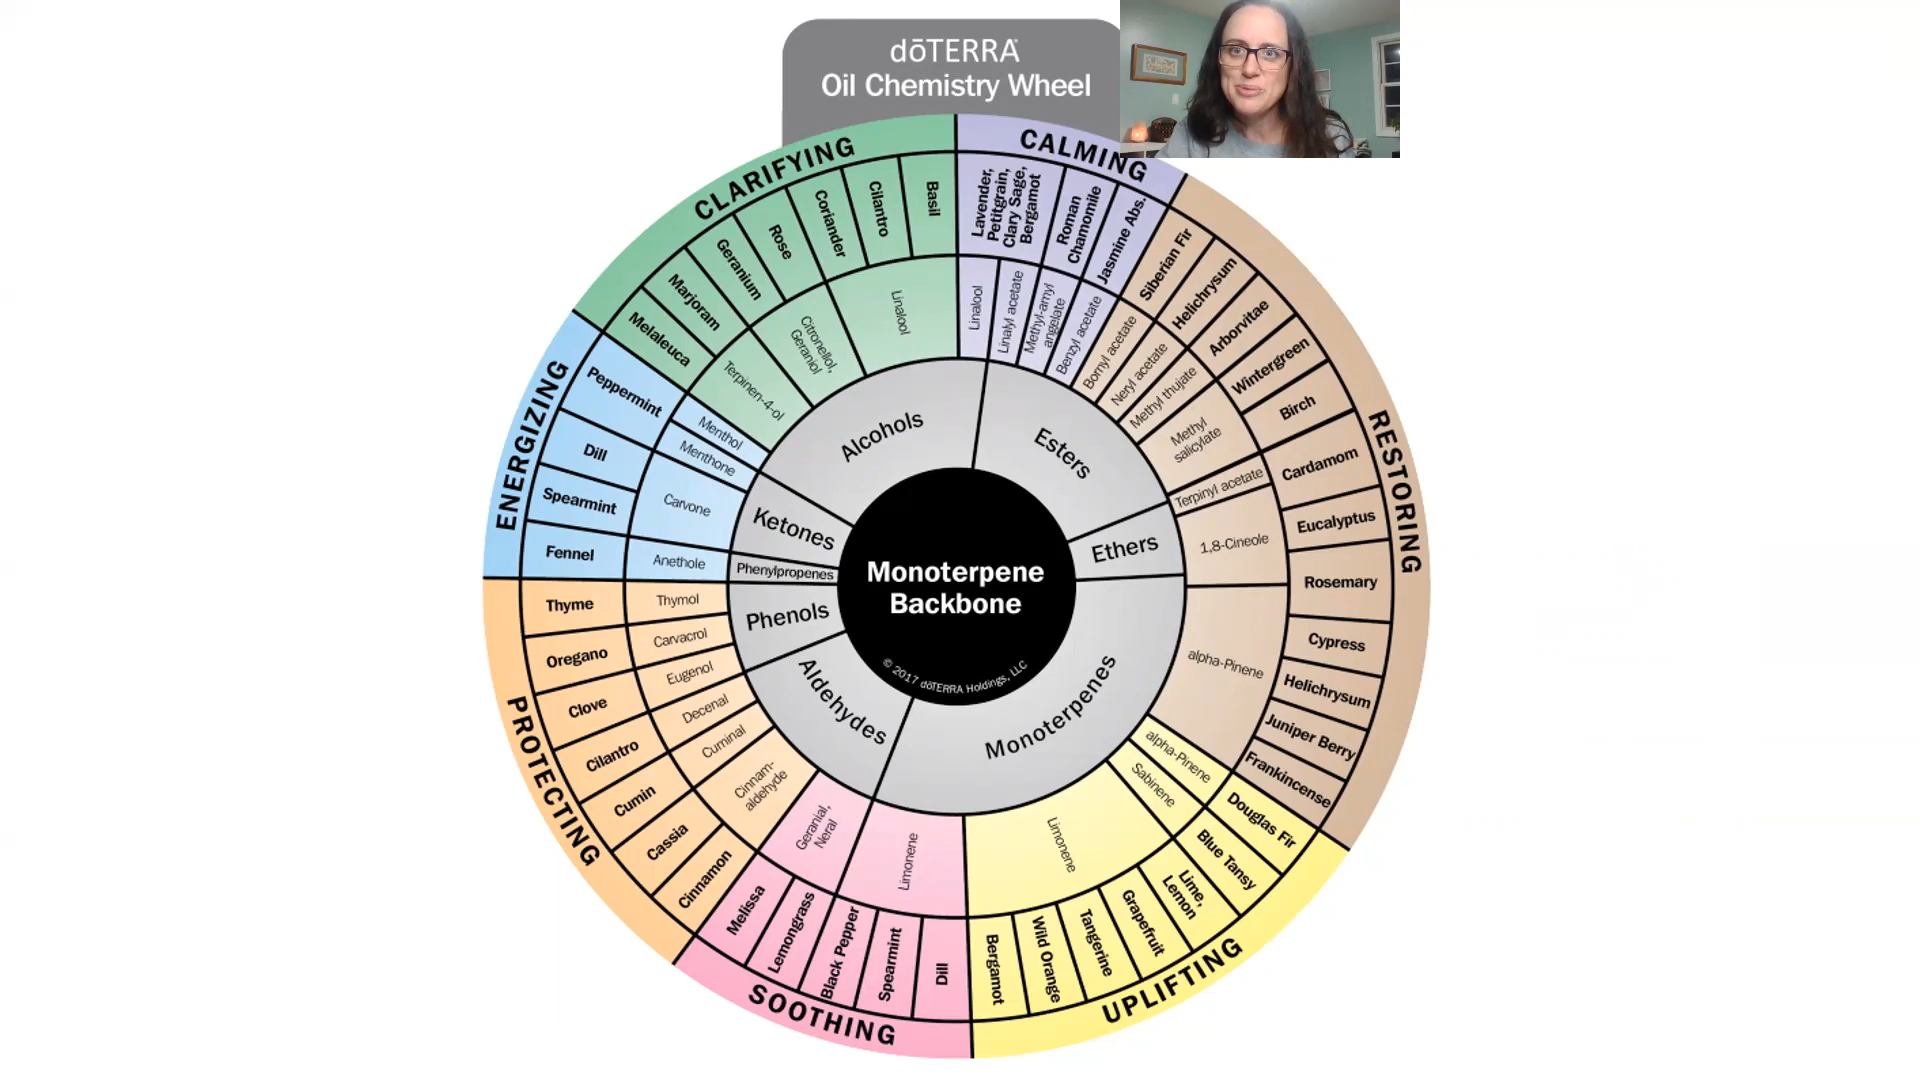 dōTERRA
Oil Chemistry Wheel
CLARIFYING
CALMING
RESTORING
UPLIFTING
SOOTHING
PROTECTING
ENERGIZING
Melaleuca
Marjoram
Geranium
Rose
Coriander
Cilantro
Basil
Lavender,
Petitgrain,
Clary Sage,
Bergamot
Roman
Chamomile
Jasmine Abs.
Siberian Fir
Helichrysum
Arborvitae
Wintergreen
Birch
Cardamom
Eucalyptus
Rosemary
Cypress
Helichrysum
Juniper Berry
Frankincense
Douglas Fir
Blue Tansy
Lime,
Lemon
Grapefruit
Tangerine
Wild Orange
Bergamot
Dill
Spearmint
Black Pepper
Lemongrass
Melissa
Cinnamon
Cassia
Cumin
Cilantro
Clove
Oregano
Thyme
Fennel
Spearmint
Dill
Peppermint
Terpinen-4-ol
Citronellol,
Geraniol
Linalool
Linalool
Linalyl acetate
Methyl-amyl
angelate
Benzyl acetate
Bornyl acetate
Neryl acetate
Methyl thujate
Methyl
salicylate
Terpinyl acetate
1,8-Cineole
alpha-Pinene
alpha-Pinene
Sabinene
Limonene
Limonene
Geranial,
Neral
Cinnam-
aldehyde
Cuminal
Decenal
Eugenol
Carvacrol
Thymol
Anethole
Carvone
Menthone
Menthol
Alcohols
Esters
Ethers
Monoterpenes
Aldehydes
Phenols
Phenylpropenes
Ketones
Monoterpene
Backbone
© 2017 dōTERRA Holdings, LLC